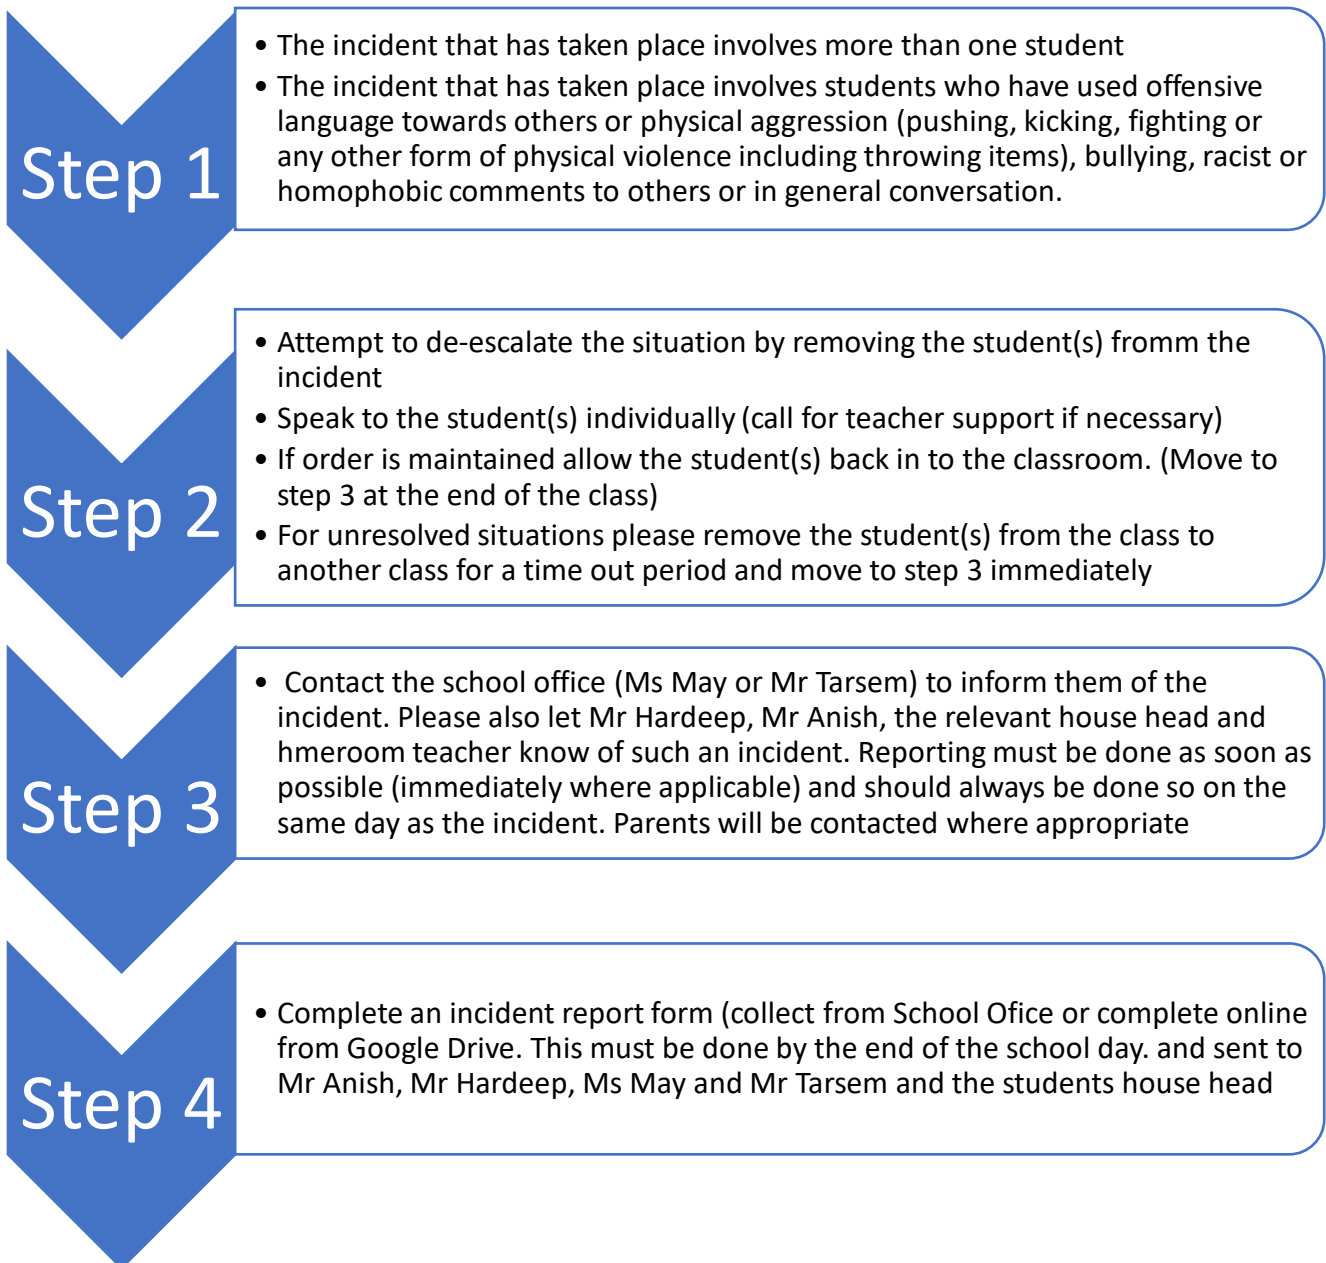 Step 1
• The incident that has taken place involves more than one student
• The incident that has taken place involves students who have used offensive
language towards others or physical aggression (pushing, kicking, fighting or
any other form of physical violence including throwing items), bullying, racist or
homophobic comments to others or in general conversation.
Step 2
• Attempt to de-escalate the situation by removing the student(s) fromm the
incident
• Speak to the student(s) individually (call for teacher support if necessary)
• If order is maintained allow the student(s) back in to the classroom. (Move to
step 3 at the end of the class)
• For unresolved situations please remove the student(s) from the class to
another class for a time out period and move to step 3 immediately
Step 3
• Contact the school office (Ms May or Mr Tarsem) to inform them of the
incident. Please also let Mr Hardeep, Mr Anish, the relevant house head and
hmeroom teacher know of such an incident. Reporting must be done as soon as
possible (immediately where applicable) and should always be done so on the
same day as the incident. Parents will be contacted where appropriate
Step 4
• Complete an incident report form (collect from School Ofice or complete online
from Google Drive. This must be done by the end of the school day. and sent to
Mr Anish, Mr Hardeep, Ms May and Mr Tarsem and the students house head